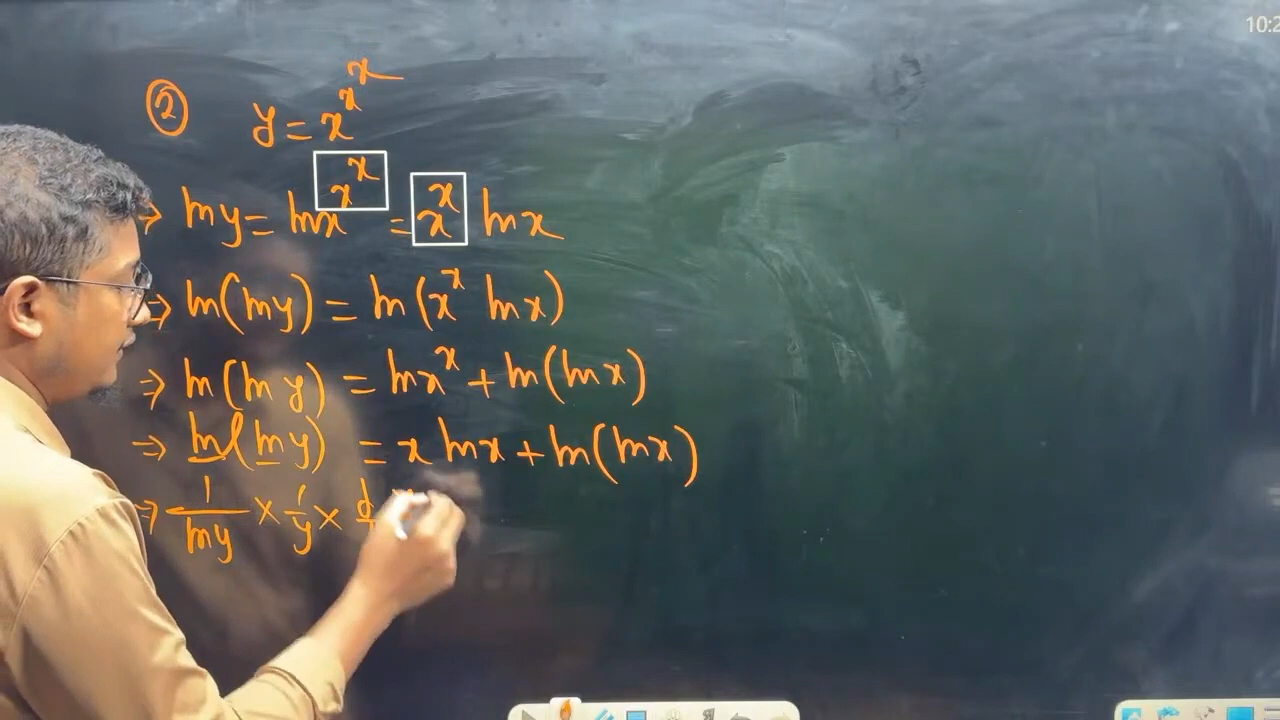 10:2
② y = x^x^x
⇒ ln y = ln x^x^x = x^x ln x
⇒ ln(ln y) = ln(x^x ln x)
⇒ ln(ln y) = ln x^x + ln(ln x)
⇒ ln(ln y) = x ln x + ln(ln x)
⇒ 1/ln y × 1/y × d